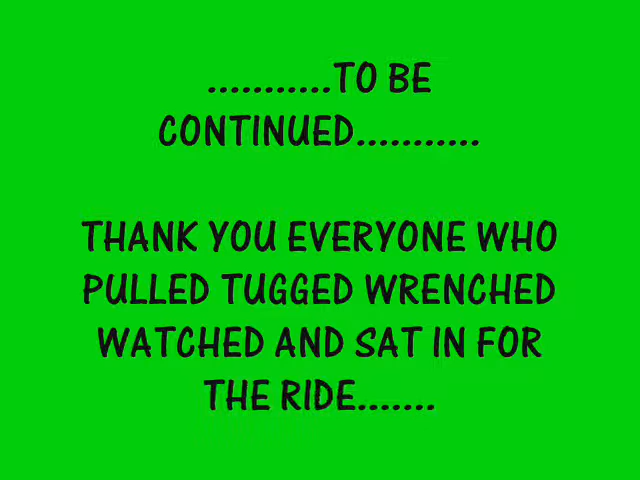 ...........TO BE
CONTINUED...........
THANK YOU EVERYONE WHO
PULLED TUGGED WRENCHED
WATCHED AND SAT IN FOR
THE RIDE.......